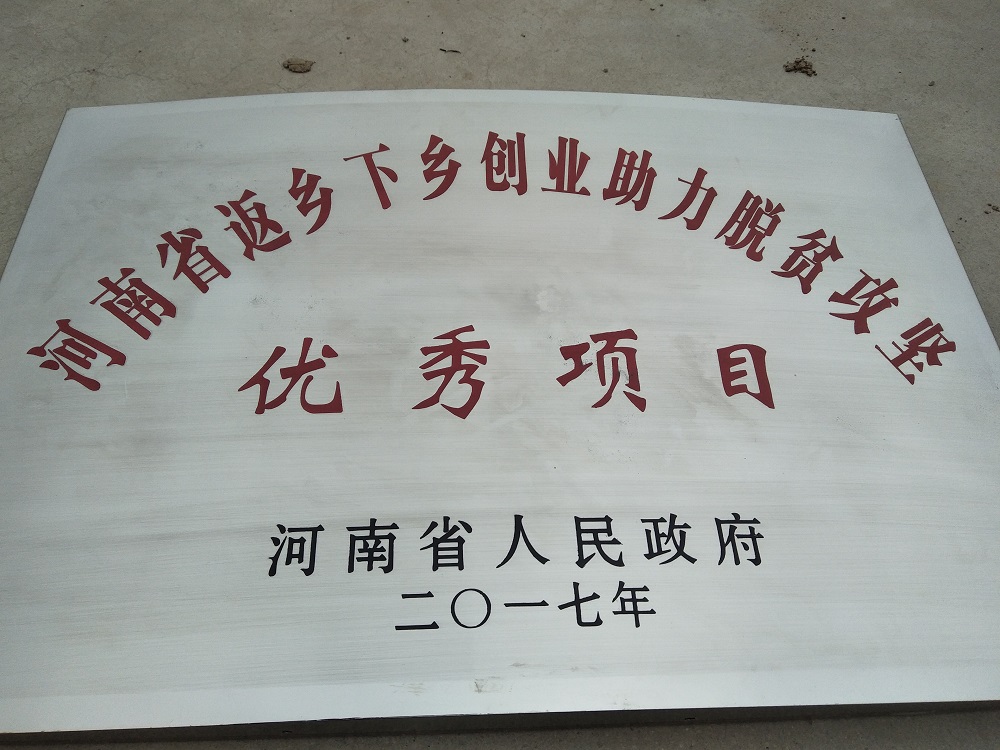 河南省返乡下乡创业助力脱贫攻坚
优秀项目
河南省人民政府
二〇一七年